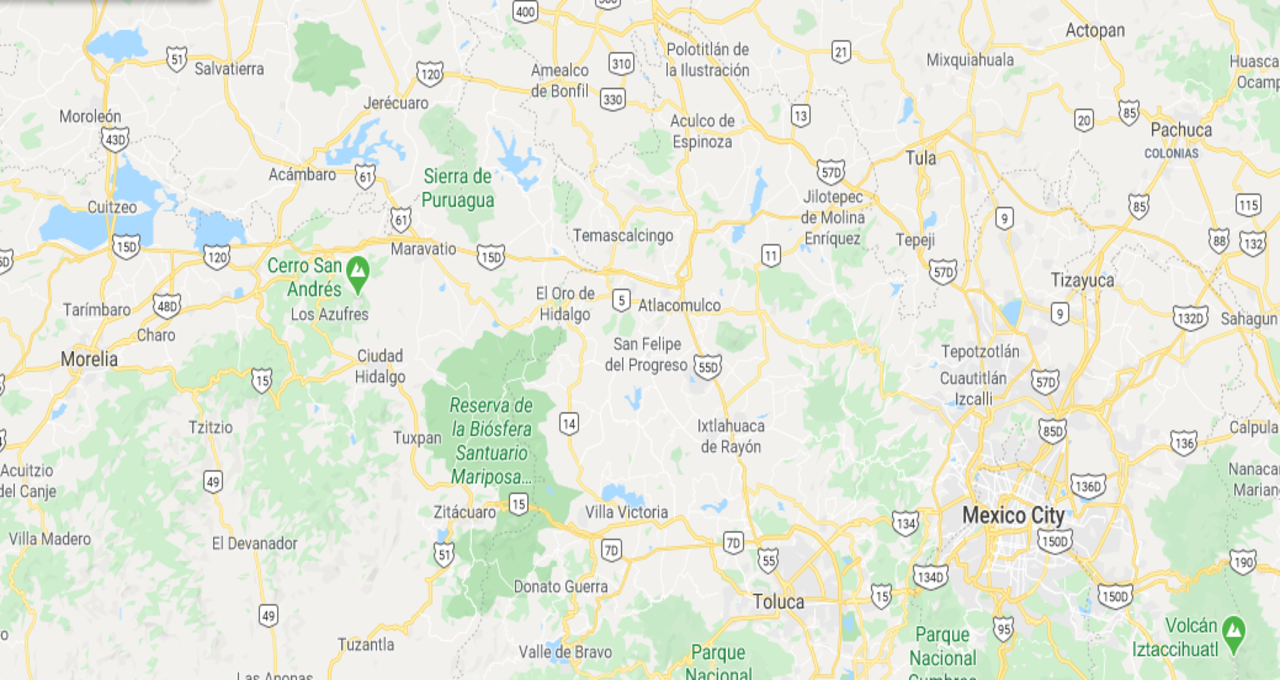 400
Actopan
51
Salvatierra
120
Amealco
de Bonfil
310
Polotitlán de
la Ilustración
21
Mixquiahula
Huasca
Ocamp
Moroleón
43D
Jerécuaro
330
Aculco de
Espinoza
13
20
85
Pachuca
COLONIAS
Acámbaro
61
Sierra de
Puruagua
57D
Tula
Cuitzeo
61
Jilotepec
de Molina
Enríquez
9
85
115
15D
120
Maravatio
15D
Temascalcingo
11
Tepeji
57D
88
132
Cerro San
Andrés
Los Azufres
El Oro de
Hidalgo
5
Atlacomulco
Tizayuca
9
132D
Sahagun
Tarímbaro
48D
Charo
Morelia
15
Ciudad
Hidalgo
San Felipe
del Progreso
55D
Tepotzotlán
Cuautitlán
Izcalli
57D
Tzitzio
Tuxpan
Reserva de
la Biósfera
Santuario
Mariposa...
14
Ixtlahuaca
de Rayón
85D
136
Calpula
Acuitzio
del Canje
49
Nanacam
Marian
136D
Villa Madero
El Devanador
Zitácuaro
15
Villa Victoria
134
Mexico City
150D
51
7D
7D
55
190
Donato Guerra
Toluca
15
134D
150D
49
Tuzantla
Valle de Bravo
Parque
Nacional
Parque
Nacional
Cumbres
95
Volcán
Iztaccihuatl